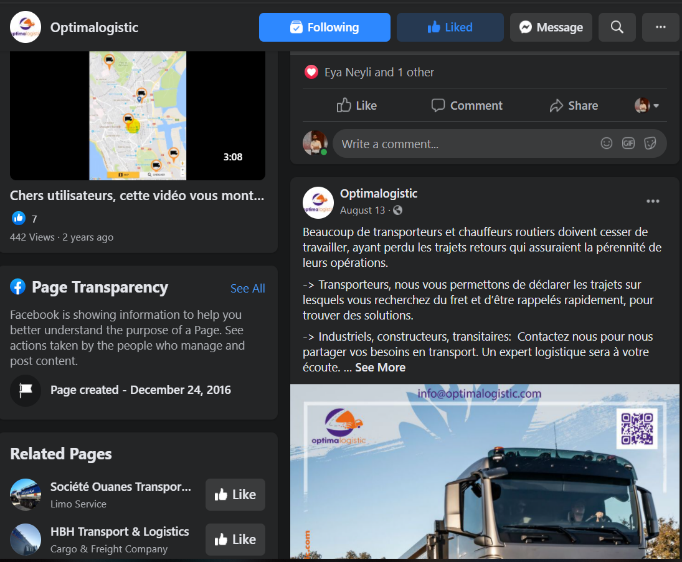 Optimalogistic
Following
Liked
Message
3:08
Chers utilisateurs, cette vidéo vous mont...
7
442 Views · 2 years ago
Page Transparency
See All
Facebook is showing information to help you
better understand the purpose of a Page. See
actions taken by the people who manage and
post content.
Page created - December 24, 2016
Related Pages
Société Ouanes Transpor...
Limo Service
Like
HBH Transport & Logistics
Cargo & Freight Company
Like
Eya Neyli and 1 other
Like
Comment
Share
Write a comment...
GIF
Optimalogistic
August 13 ·
Beaucoup de transporteurs et chauffeurs routiers doivent cesser de
travailler, ayant perdu les trajets retours qui assuraient la pérennité de
leurs opérations.
-> Transporteurs, nous vous permettons de déclarer les trajets sur
lesquels vous recherchez du fret et d'être rappelés rapidement, pour
trouver des solutions.
-> Industriels, constructeurs, transitaires: Contactez nous pour nous
partager vos besoins en transport. Un expert logistique sera à votre
écoute. ... See More
info@optimalogistic.com
optimalogistic